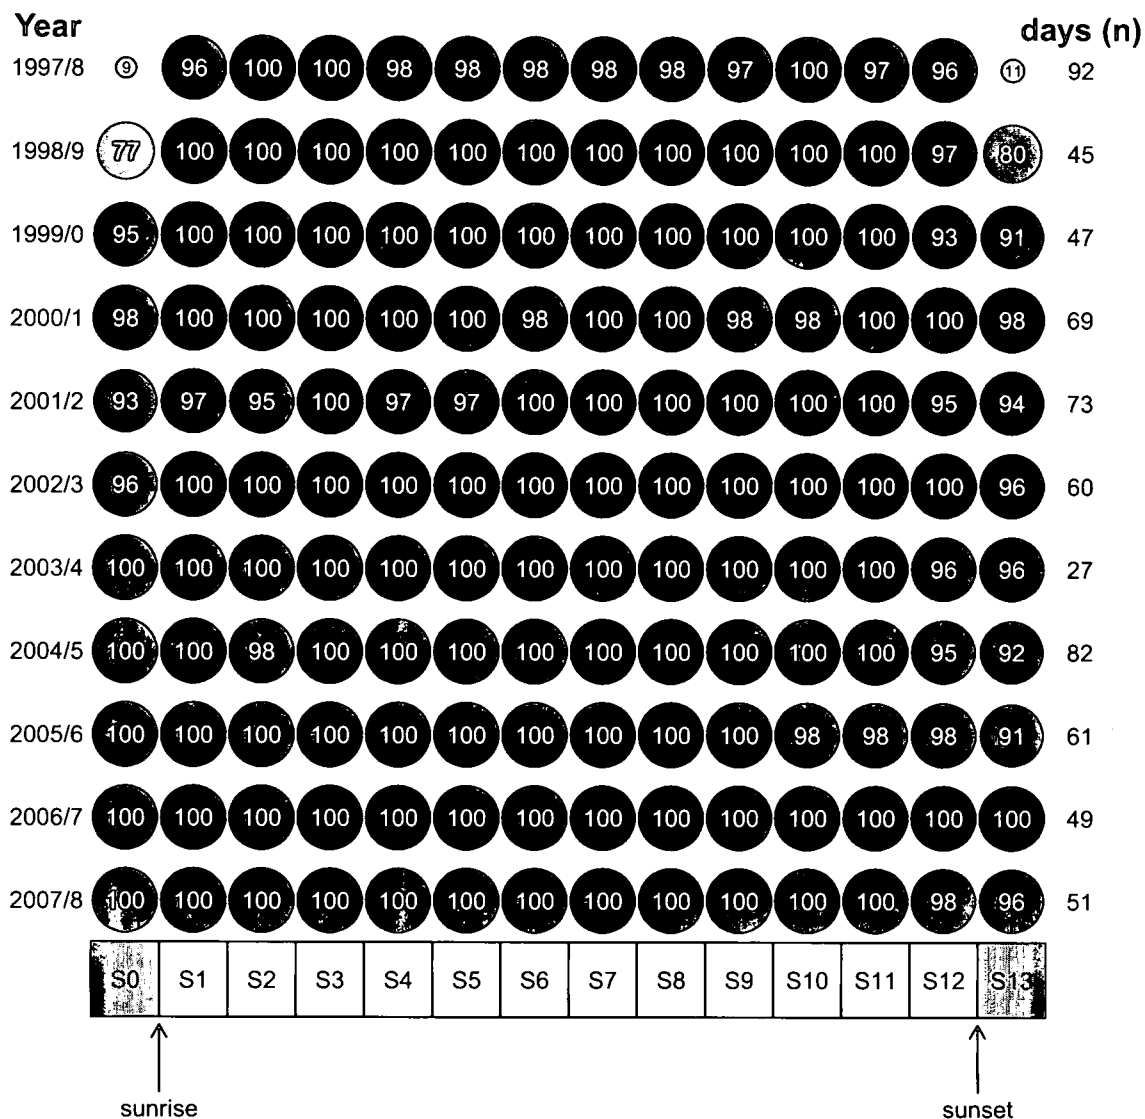 Year days (n)
1997/8 9 96 100 100 98 98 98 98 98 97 100 97 96 11 92
1998/9 77 100 100 100 100 100 100 100 100 100 100 100 97 80 45
1999/0 95 100 100 100 100 100 100 100 100 100 100 100 93 91 47
2000/1 98 100 100 100 100 100 98 100 100 98 98 100 100 98 69
2001/2 93 97 95 100 97 97 100 100 100 100 100 100 95 94 73
2002/3 96 100 100 100 100 100 100 100 100 100 100 100 100 96 60
2003/4 100 100 100 100 100 100 100 100 100 100 100 100 96 96 27
2004/5 100 100 98 100 100 100 100 100 100 100 100 100 95 92 82
2005/6 100 100 100 100 100 100 100 100 100 100 98 98 98 91 61
2006/7 100 100 100 100 100 100 100 100 100 100 100 100 100 100 49
2007/8 100 100 100 100 100 100 100 100 100 100 100 100 98 96 51
S0 S1 S2 S3 S4 S5 S6 S7 S8 S9 S10 S11 S12 S13
sunrise sunset